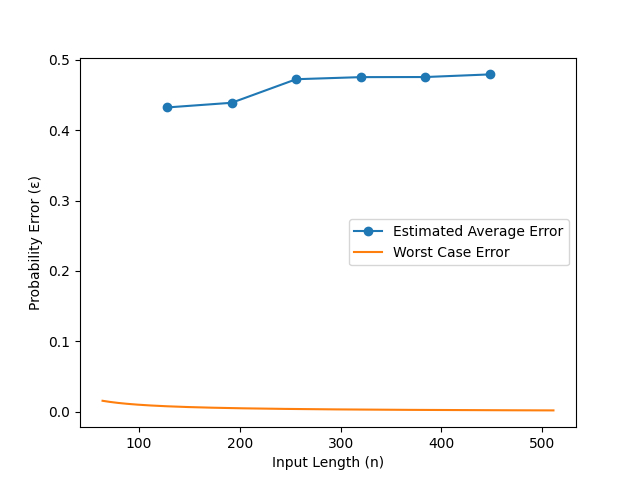 0.5
0.4
0.3
0.2
0.1
0.0
Probability Error (ε)
Estimated Average Error
Worst Case Error
100
200
300
400
500
Input Length (n)